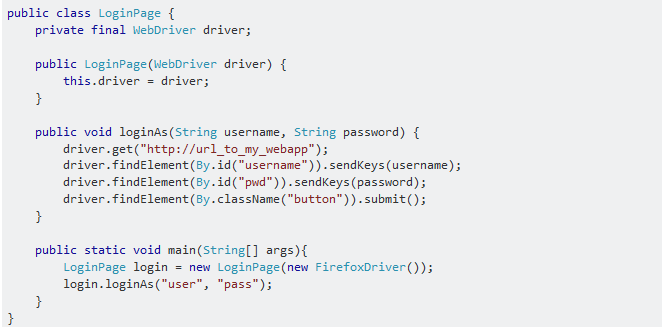 public class LoginPage {
    private final WebDriver driver;

    public LoginPage(WebDriver driver) {
        this.driver = driver;
    }

    public void loginAs(String username, String password) {
        driver.get("http://url_to_my_webapp");
        driver.findElement(By.id("username")).sendKeys(username);
        driver.findElement(By.id("pwd")).sendKeys(password);
        driver.findElement(By.className("button")).submit();
    }

    public static void main(String[] args){
        LoginPage login = new LoginPage(new FirefoxDriver());
        login.loginAs("user", "pass");
    }
}